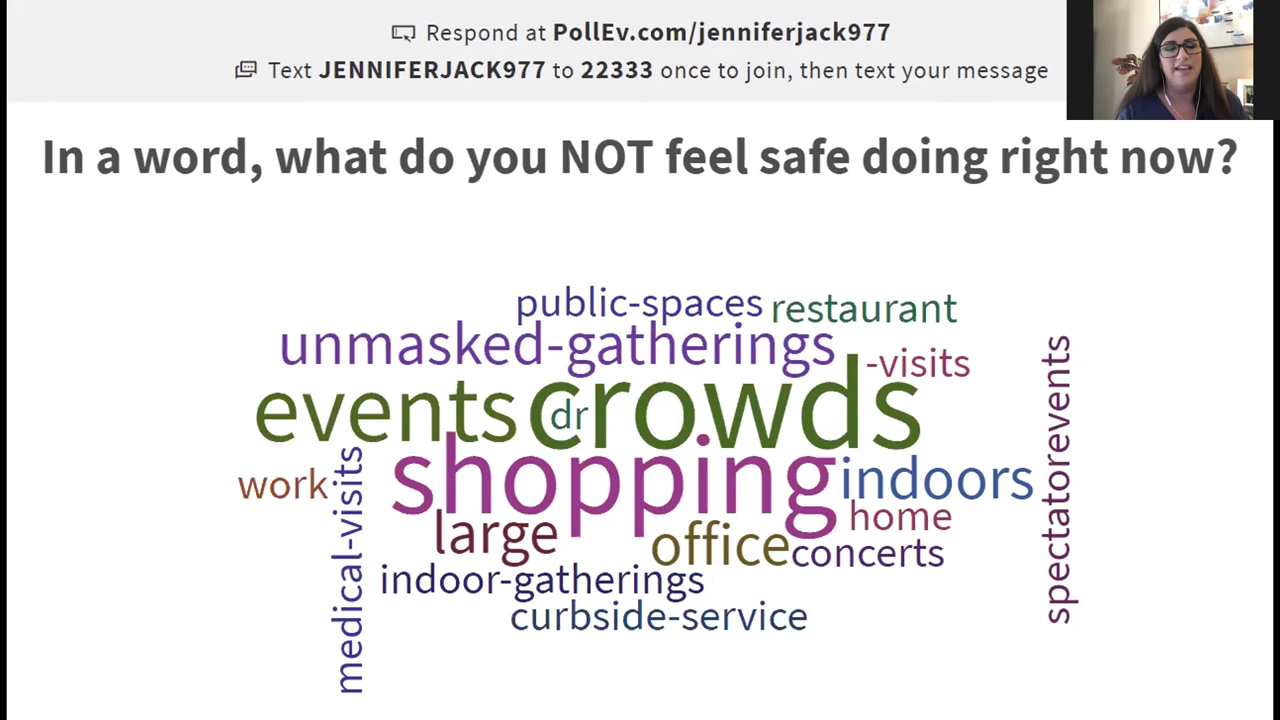 Respond at PollEv.com/jenniferjack977
Text JENNIFERJACK977 to 22333 once to join, then text your message
In a word, what do you NOT feel safe doing right now?
public-spaces
restaurant
unmasked-gatherings
-visits
events
crowds
dr
shopping
indoors
work
medical-visits
spectatorevents
large
office
home
concerts
indoor-gatherings
curbside-service